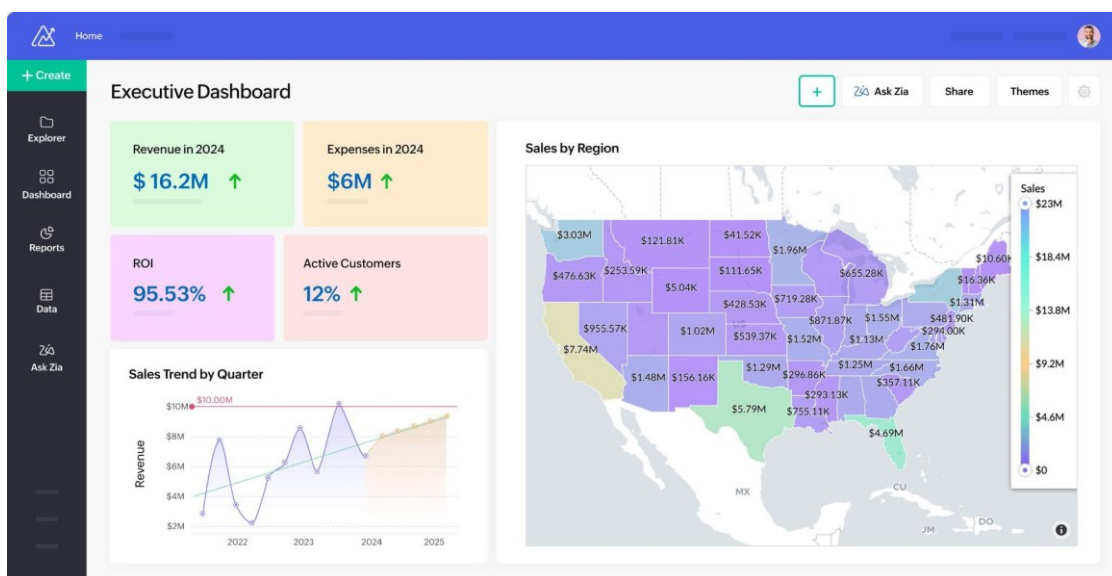 Home
+ Create
Explorer
Dashboard
Reports
Data
Zia
Ask Zia
Executive Dashboard
+
Zia Ask Zia
Share
Themes
Revenue in 2024
$ 16.2M
Expenses in 2024
$6M
ROI
95.53%
Active Customers
12%
Sales Trend by Quarter
$10.00M
$10M
$8M
$6M
$4M
$2M
Revenue
2022 2023 2024 2025
Sales by Region
$3.03M
$121.81K
$41.52K
$1.96M
$10.60K
$476.63K
$253.59K
$5.04K
$111.65K
$655.28K
$16.36K
$1.31M
$428.53K
$719.28K
$871.87K
$1.55M
$481.90K
$294.00K
$955.57K
$1.02M
US
$539.37K
$1.52M
$1.13M
$1.76M
$7.74M
$1.48M
$156.16K
$1.29M
$296.86K
$1.25M
$1.66M
$357.11K
$293.13K
$755.11K
$5.79M
$4.69M
MX
CU
JM
DO
Sales
$23M
$18.4M
$13.8M
$9.2M
$4.6M
$0
i